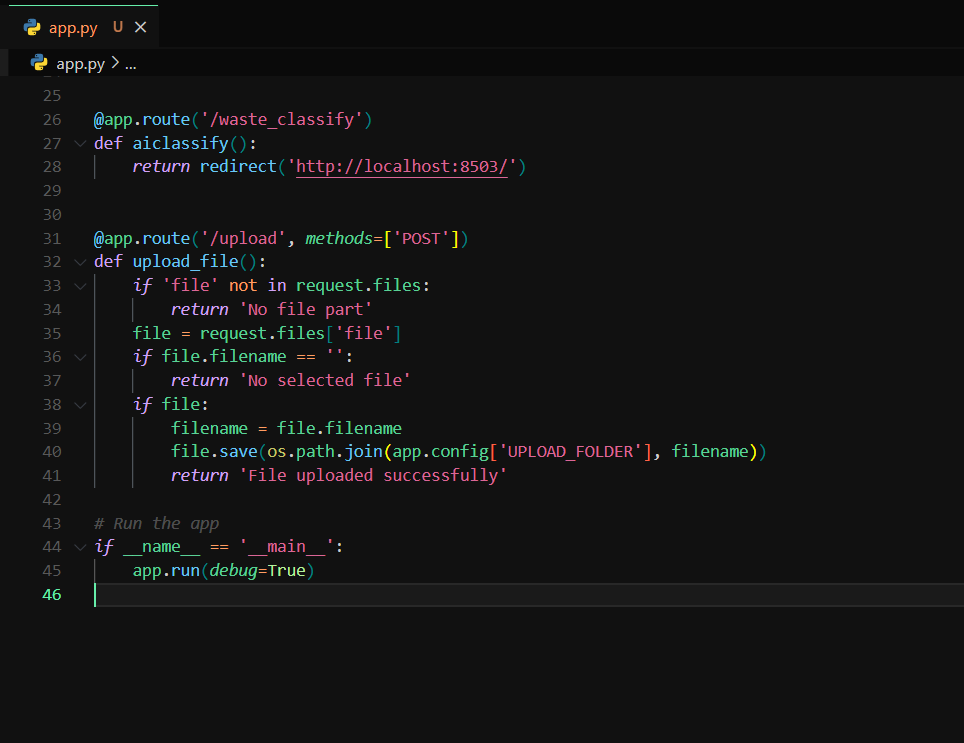 app.py U
app.py > ...
25
26 @app.route('/waste_classify')
27 def aiclassify():
28     return redirect('http://localhost:8503/')
29
30
31 @app.route('/upload', methods=['POST'])
32 def upload_file():
33     if 'file' not in request.files:
34         return 'No file part'
35     file = request.files['file']
36     if file.filename == '':
37         return 'No selected file'
38     if file:
39         filename = file.filename
40         file.save(os.path.join(app.config['UPLOAD_FOLDER'], filename))
41         return 'File uploaded successfully'
42
43 # Run the app
44 if __name__ == '__main__':
45     app.run(debug=True)
46